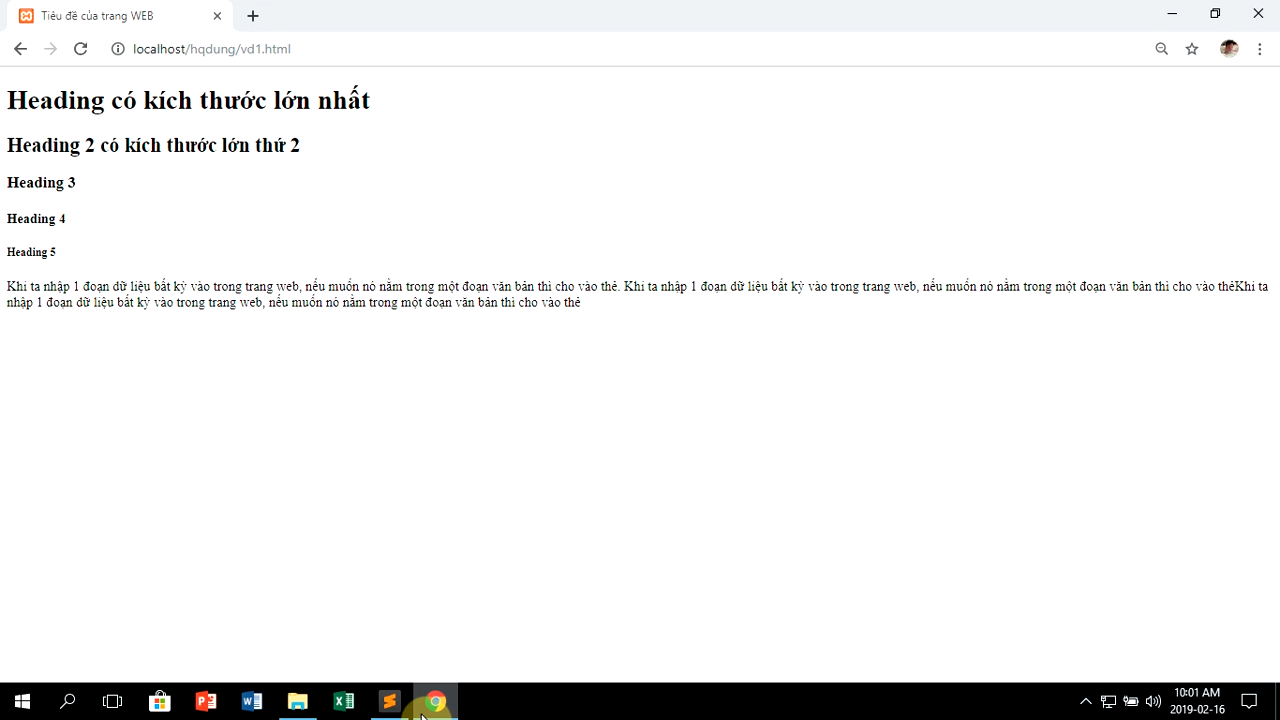 Tiêu đề của trang WEB
localhost/hqdung/vd1.html
Heading có kích thước lớn nhất
Heading 2 có kích thước lớn thứ 2
Heading 3
Heading 4
Heading 5
Khi ta nhập 1 đoạn dữ liệu bất kỳ vào trong trang web, nếu muốn nó nằm trong một đoạn văn bản thì cho vào thẻ. Khi ta nhập 1 đoạn dữ liệu bất kỳ vào trong trang web, nếu muốn nó nằm trong một đoạn văn bản thì cho vào thẻKhi ta
nhập 1 đoạn dữ liệu bất kỳ vào trong trang web, nếu muốn nó nằm trong một đoạn văn bản thì cho vào thẻ
10:01 AM
2019-02-16